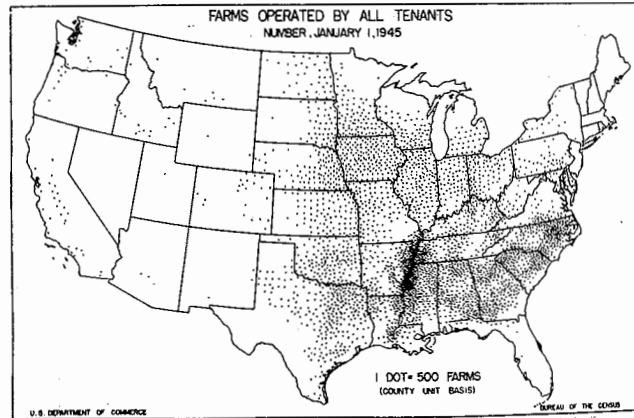 FARMS OPERATED BY ALL TENANTS
NUMBER, JANUARY 1, 1945
1 DOT = 500 FARMS
(COUNTY UNIT BASIS)
U.S. DEPARTMENT OF COMMERCE
BUREAU OF THE CENSUS